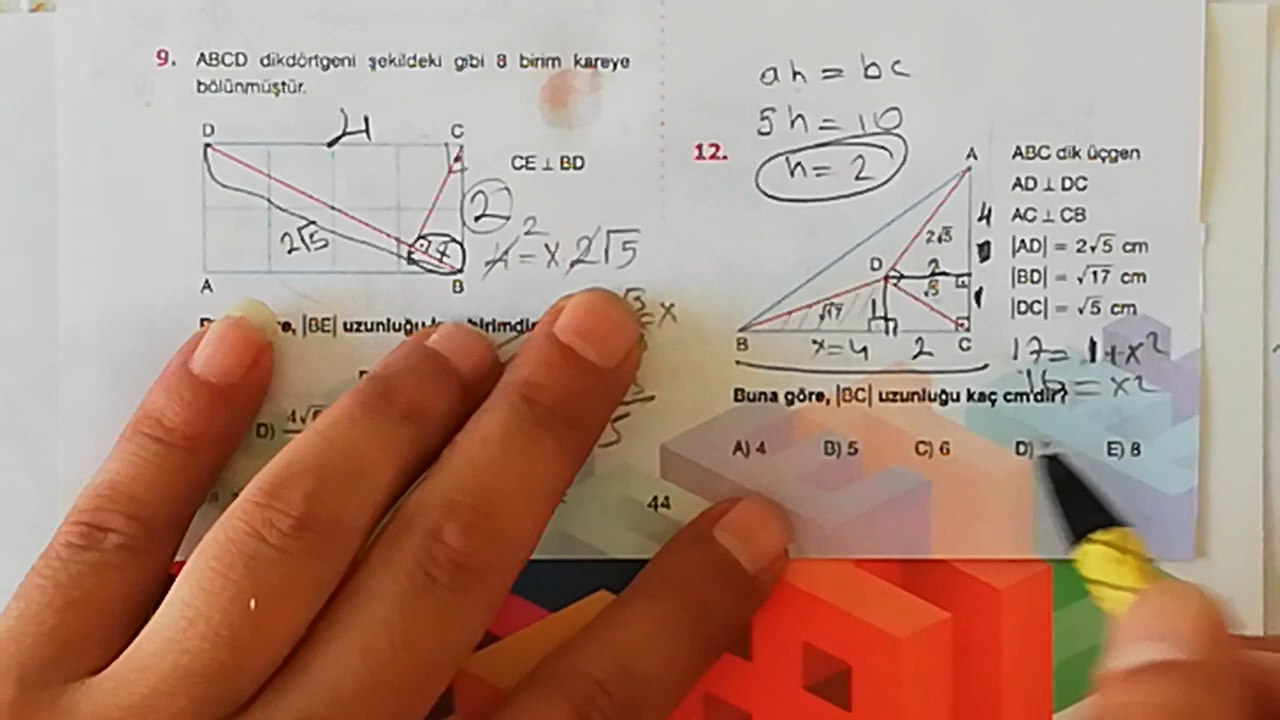 9. ABCD dikdörtgeni şekildeki gibi 8 birim kareye
bölünmüştür.
D
4
C
CE ⊥ BD
2
2√5
x
4² = x.2√5
A
B
|BE| uzunluğu
D) 4√
44
ah = bc
5h = 10
h = 2
12.
A
ABC dik üçgen
AD ⊥ DC
AC ⊥ CB
|AD| = 2√5 cm
|BD| = √17 cm
|DC| = √5 cm
4
2√5
D
2
√5
1
√17
B
x=4
2
C
17 = 1+x²
16 = x²
Buna göre, |BC| uzunluğu kaç cm'dir?
A) 4
B) 5
C) 6
D)
E) 8